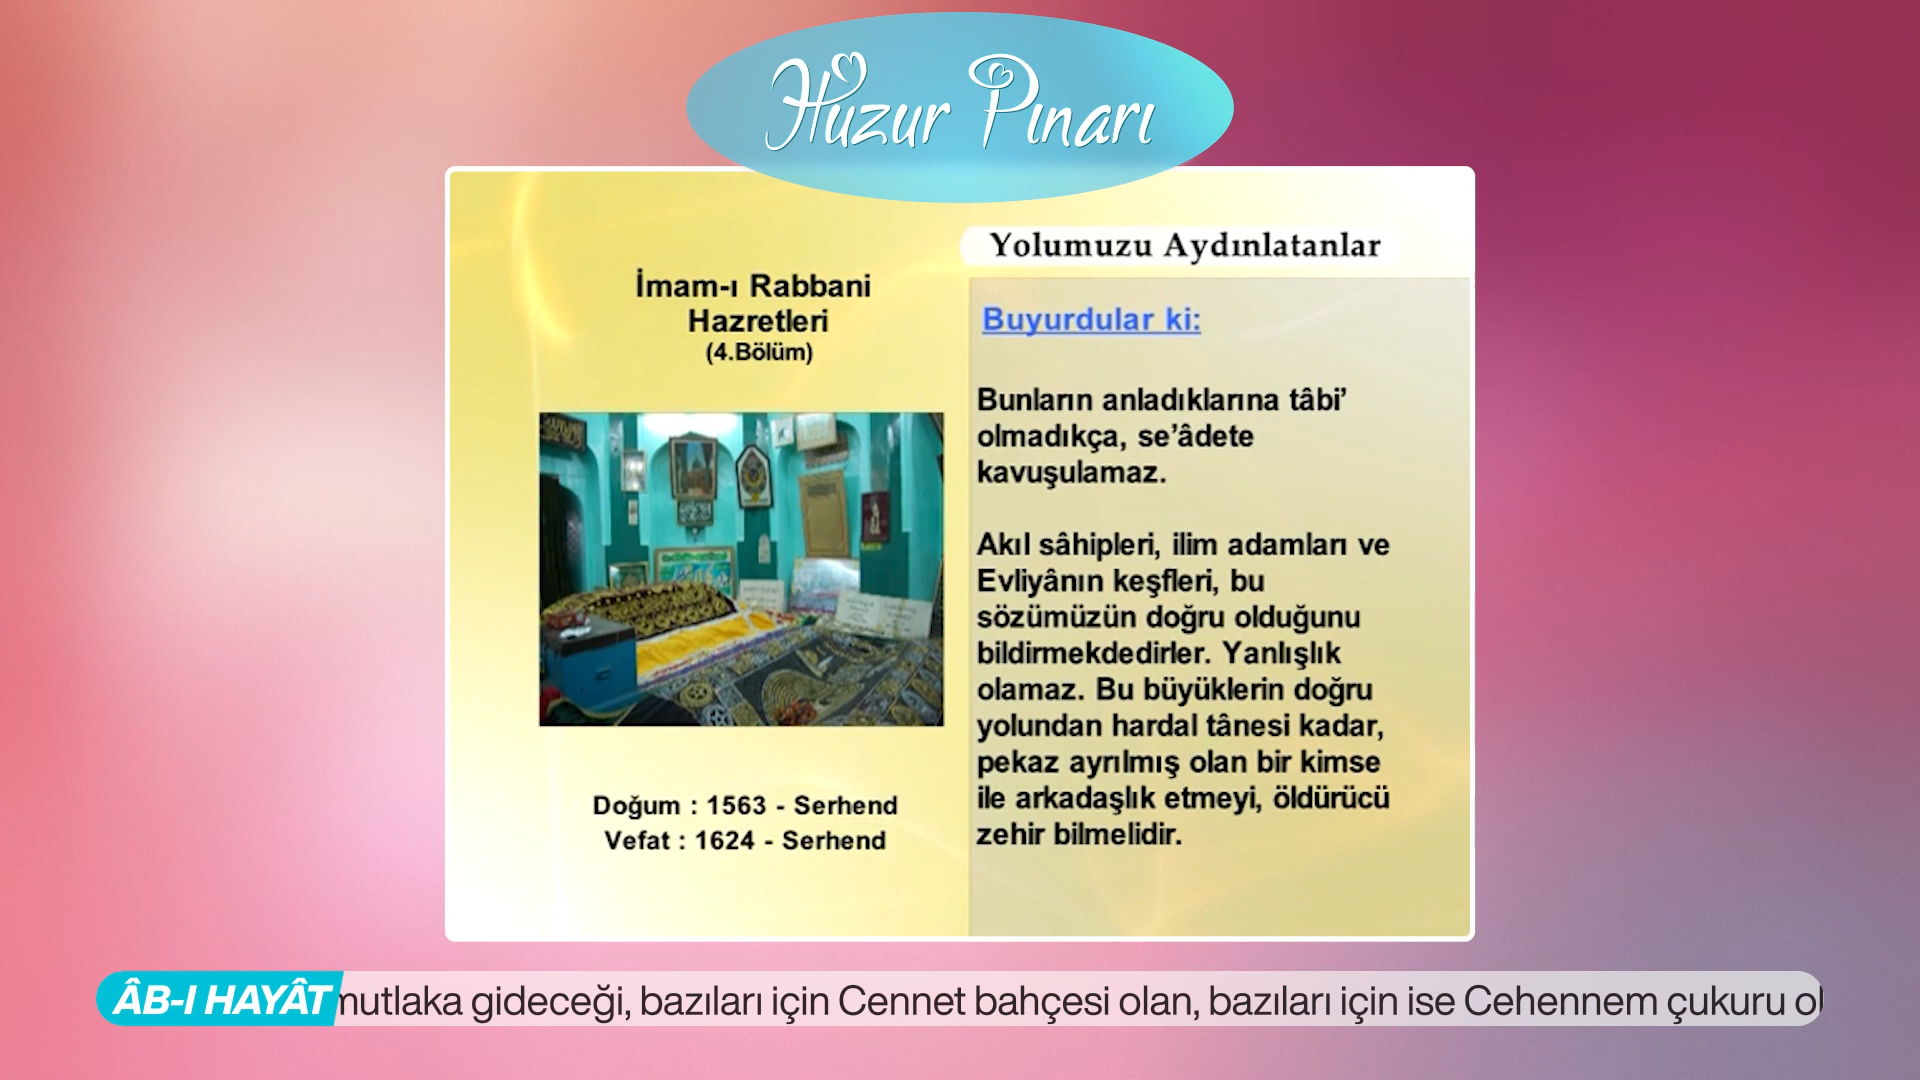 Huzur Pınarı
Yolumuzu Aydınlatanlar
İmam-ı Rabbani
Hazretleri
(4.Bölüm)
Doğum : 1563 - Serhend
Vefat : 1624 - Serhend
Buyurdular ki:
Bunların anladıklarına tâbi’
olmadıkça, se’âdete
kavuşulamaz.
Akıl sâhipleri, ilim adamları ve
Evliyânın keşfleri, bu
sözümüzün doğru olduğunu
bildirmekdedirler. Yanlışlık
olamaz. Bu büyüklerin doğru
yolundan hardal tânesi kadar,
pekaz ayrılmış olan bir kimse
ile arkadaşlık etmeyi, öldürücü
zehir bilmelidir.
ÂB-I HAYÂT mutlaka gideceği, bazıları için Cennet bahçesi olan, bazıları için ise Cehennem çukuru